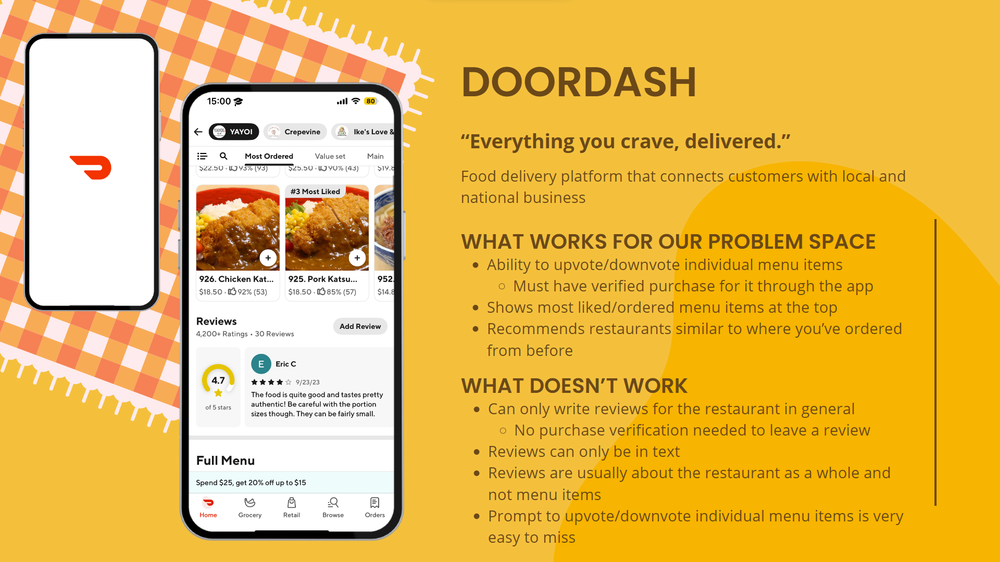 15:00
80
YAYOI
Crepevine
Ike's Love &
Most Ordered
Value set
Main
$22.50 · 93% (93)
$25.50 · 90% (43)
$19.8
#3 Most Liked
926. Chicken Kat...
925. Pork Katsu...
952.
$18.50 · 92% (53)
$18.50 · 85% (57)
$14.8
Reviews
Add Review
4,200+ Ratings • 30 Reviews
E
Eric C
9/23/23
4.7
of 5 stars
The food is quite good and tastes pretty
authentic! Be careful with the portion
sizes though. They can be fairly small.
Full Menu
Spend $25, get 20% off up to $15
Home
Grocery
Retail
Browse
Orders
DOORDASH
“Everything you crave, delivered.”
Food delivery platform that connects customers with local and
national business
WHAT WORKS FOR OUR PROBLEM SPACE
• Ability to upvote/downvote individual menu items
○ Must have verified purchase for it through the app
• Shows most liked/ordered menu items at the top
• Recommends restaurants similar to where you’ve ordered
from before
WHAT DOESN’T WORK
• Can only write reviews for the restaurant in general
○ No purchase verification needed to leave a review
• Reviews can only be in text
• Reviews are usually about the restaurant as a whole and
not menu items
• Prompt to upvote/downvote individual menu items is very
easy to miss